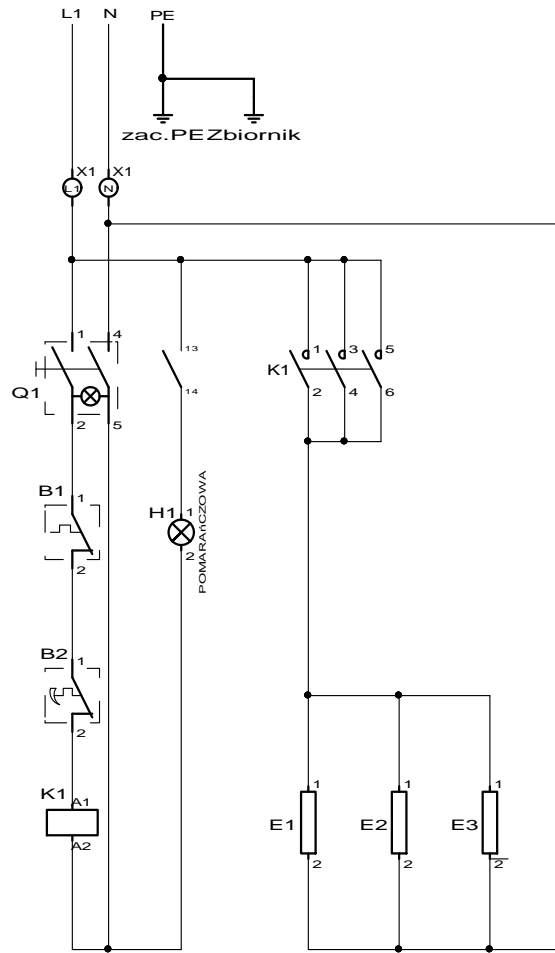 L1 N PE
zac.PE Zbiornik
X1 X1
L1 N
1 4
Q1
2 5
13
14
K1
1 3 5
2 4 6
B1
1
2
H1
1
2
POMARAńCZOWA
B2
1
2
K1
A1
A2
E1
1
2
E2
1
2
E3
1
2